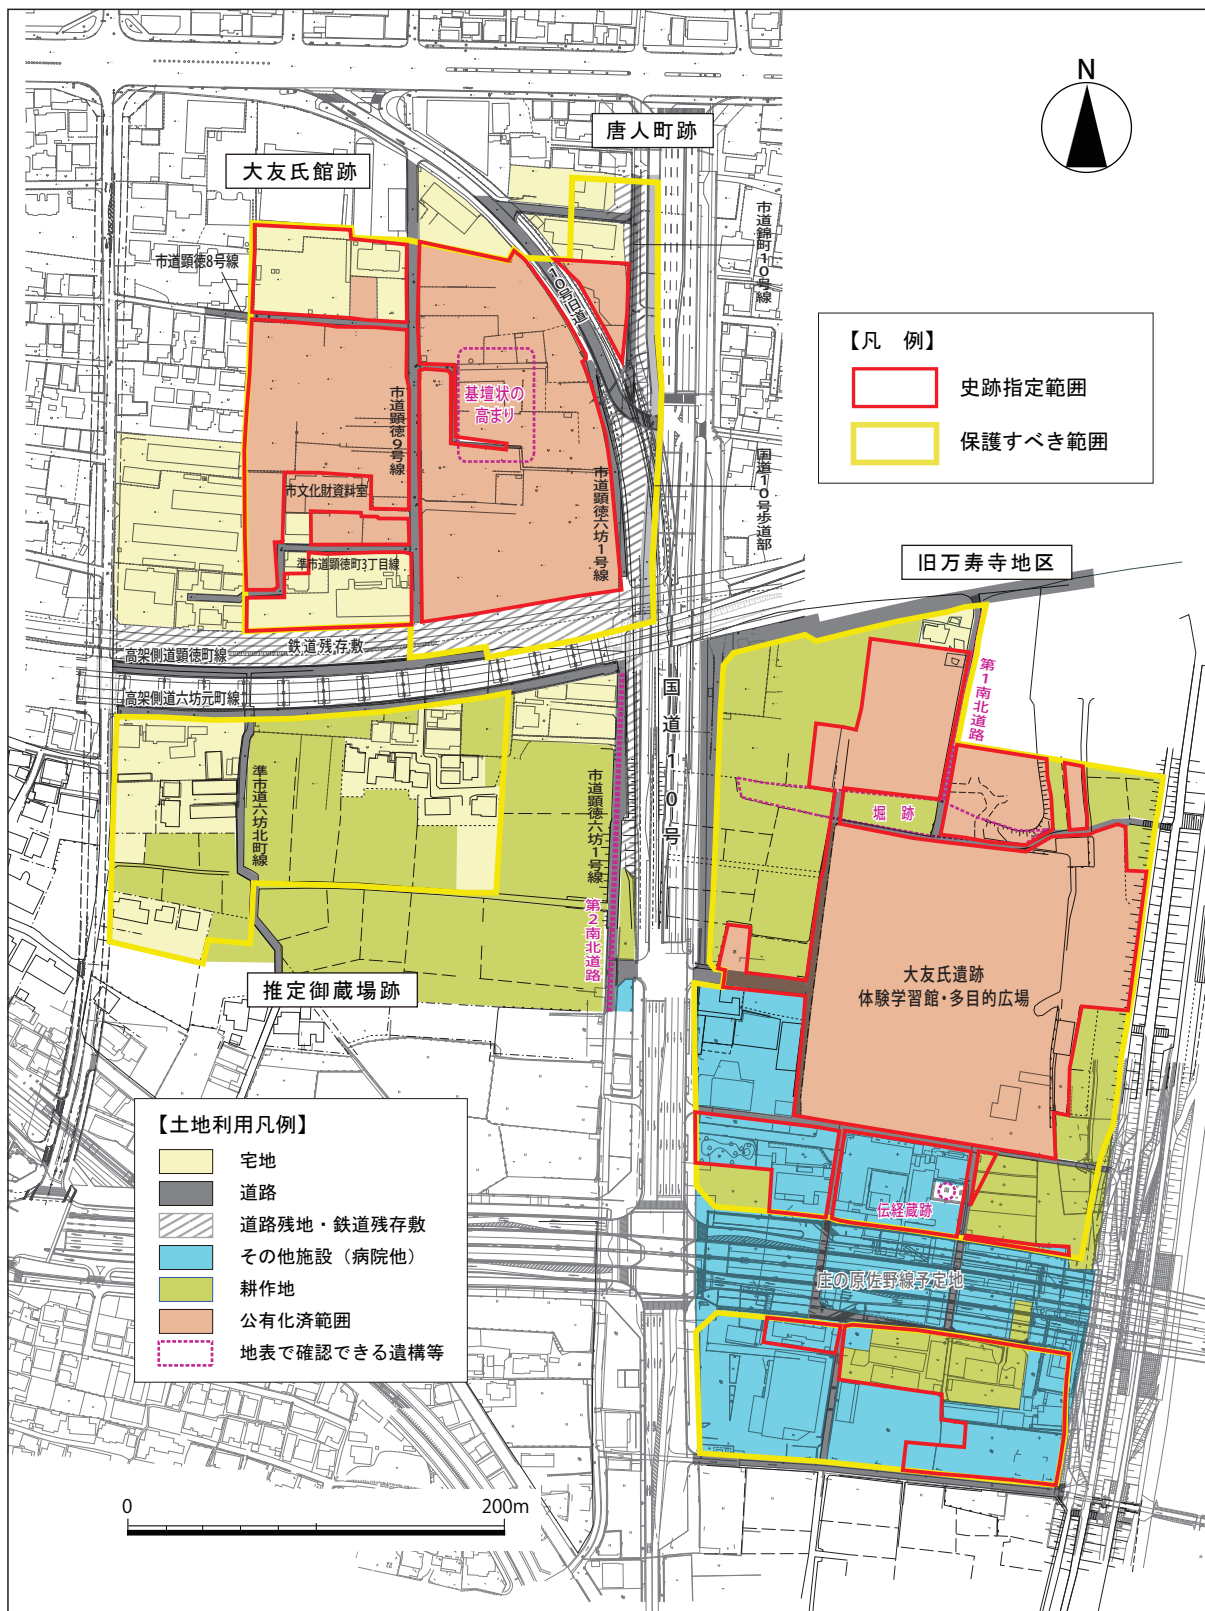 N
唐人町跡
大友氏館跡
市道錦町10号線
市道顕徳8号線
10号旧道
【凡　例】
史跡指定範囲
保護すべき範囲
基壇状の
高まり
市道顕徳9号線
国道10号歩道部
市道顕徳六坊1号線
市文化財資料室
準市道顕徳町3丁目線
旧万寿寺地区
鉄道残存敷
高架側道顕徳町線
高架側道六坊元町線
第1南北道路
国道10号
準市道六坊北町線
市道顕徳六坊1号線
堀跡
第2南北道路
大友氏遺跡
体験学習館・多目的広場
推定御蔵場跡
【土地利用凡例】
宅地
道路
道路残地・鉄道残存敷
その他施設（病院他）
耕作地
公有化済範囲
地表で確認できる遺構等
伝経蔵跡
庄の原佐野線予定地
0
200m